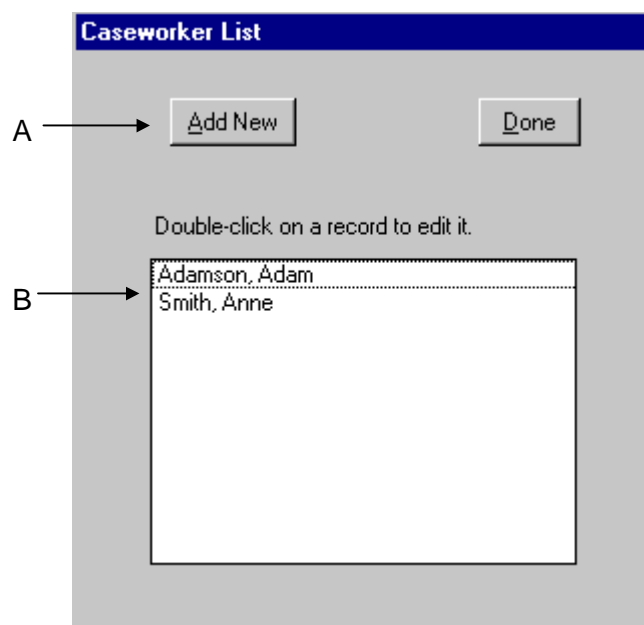 Caseworker List
A
Add New
Done
Double-click on a record to edit it.
Adamson, Adam
B
Smith, Anne